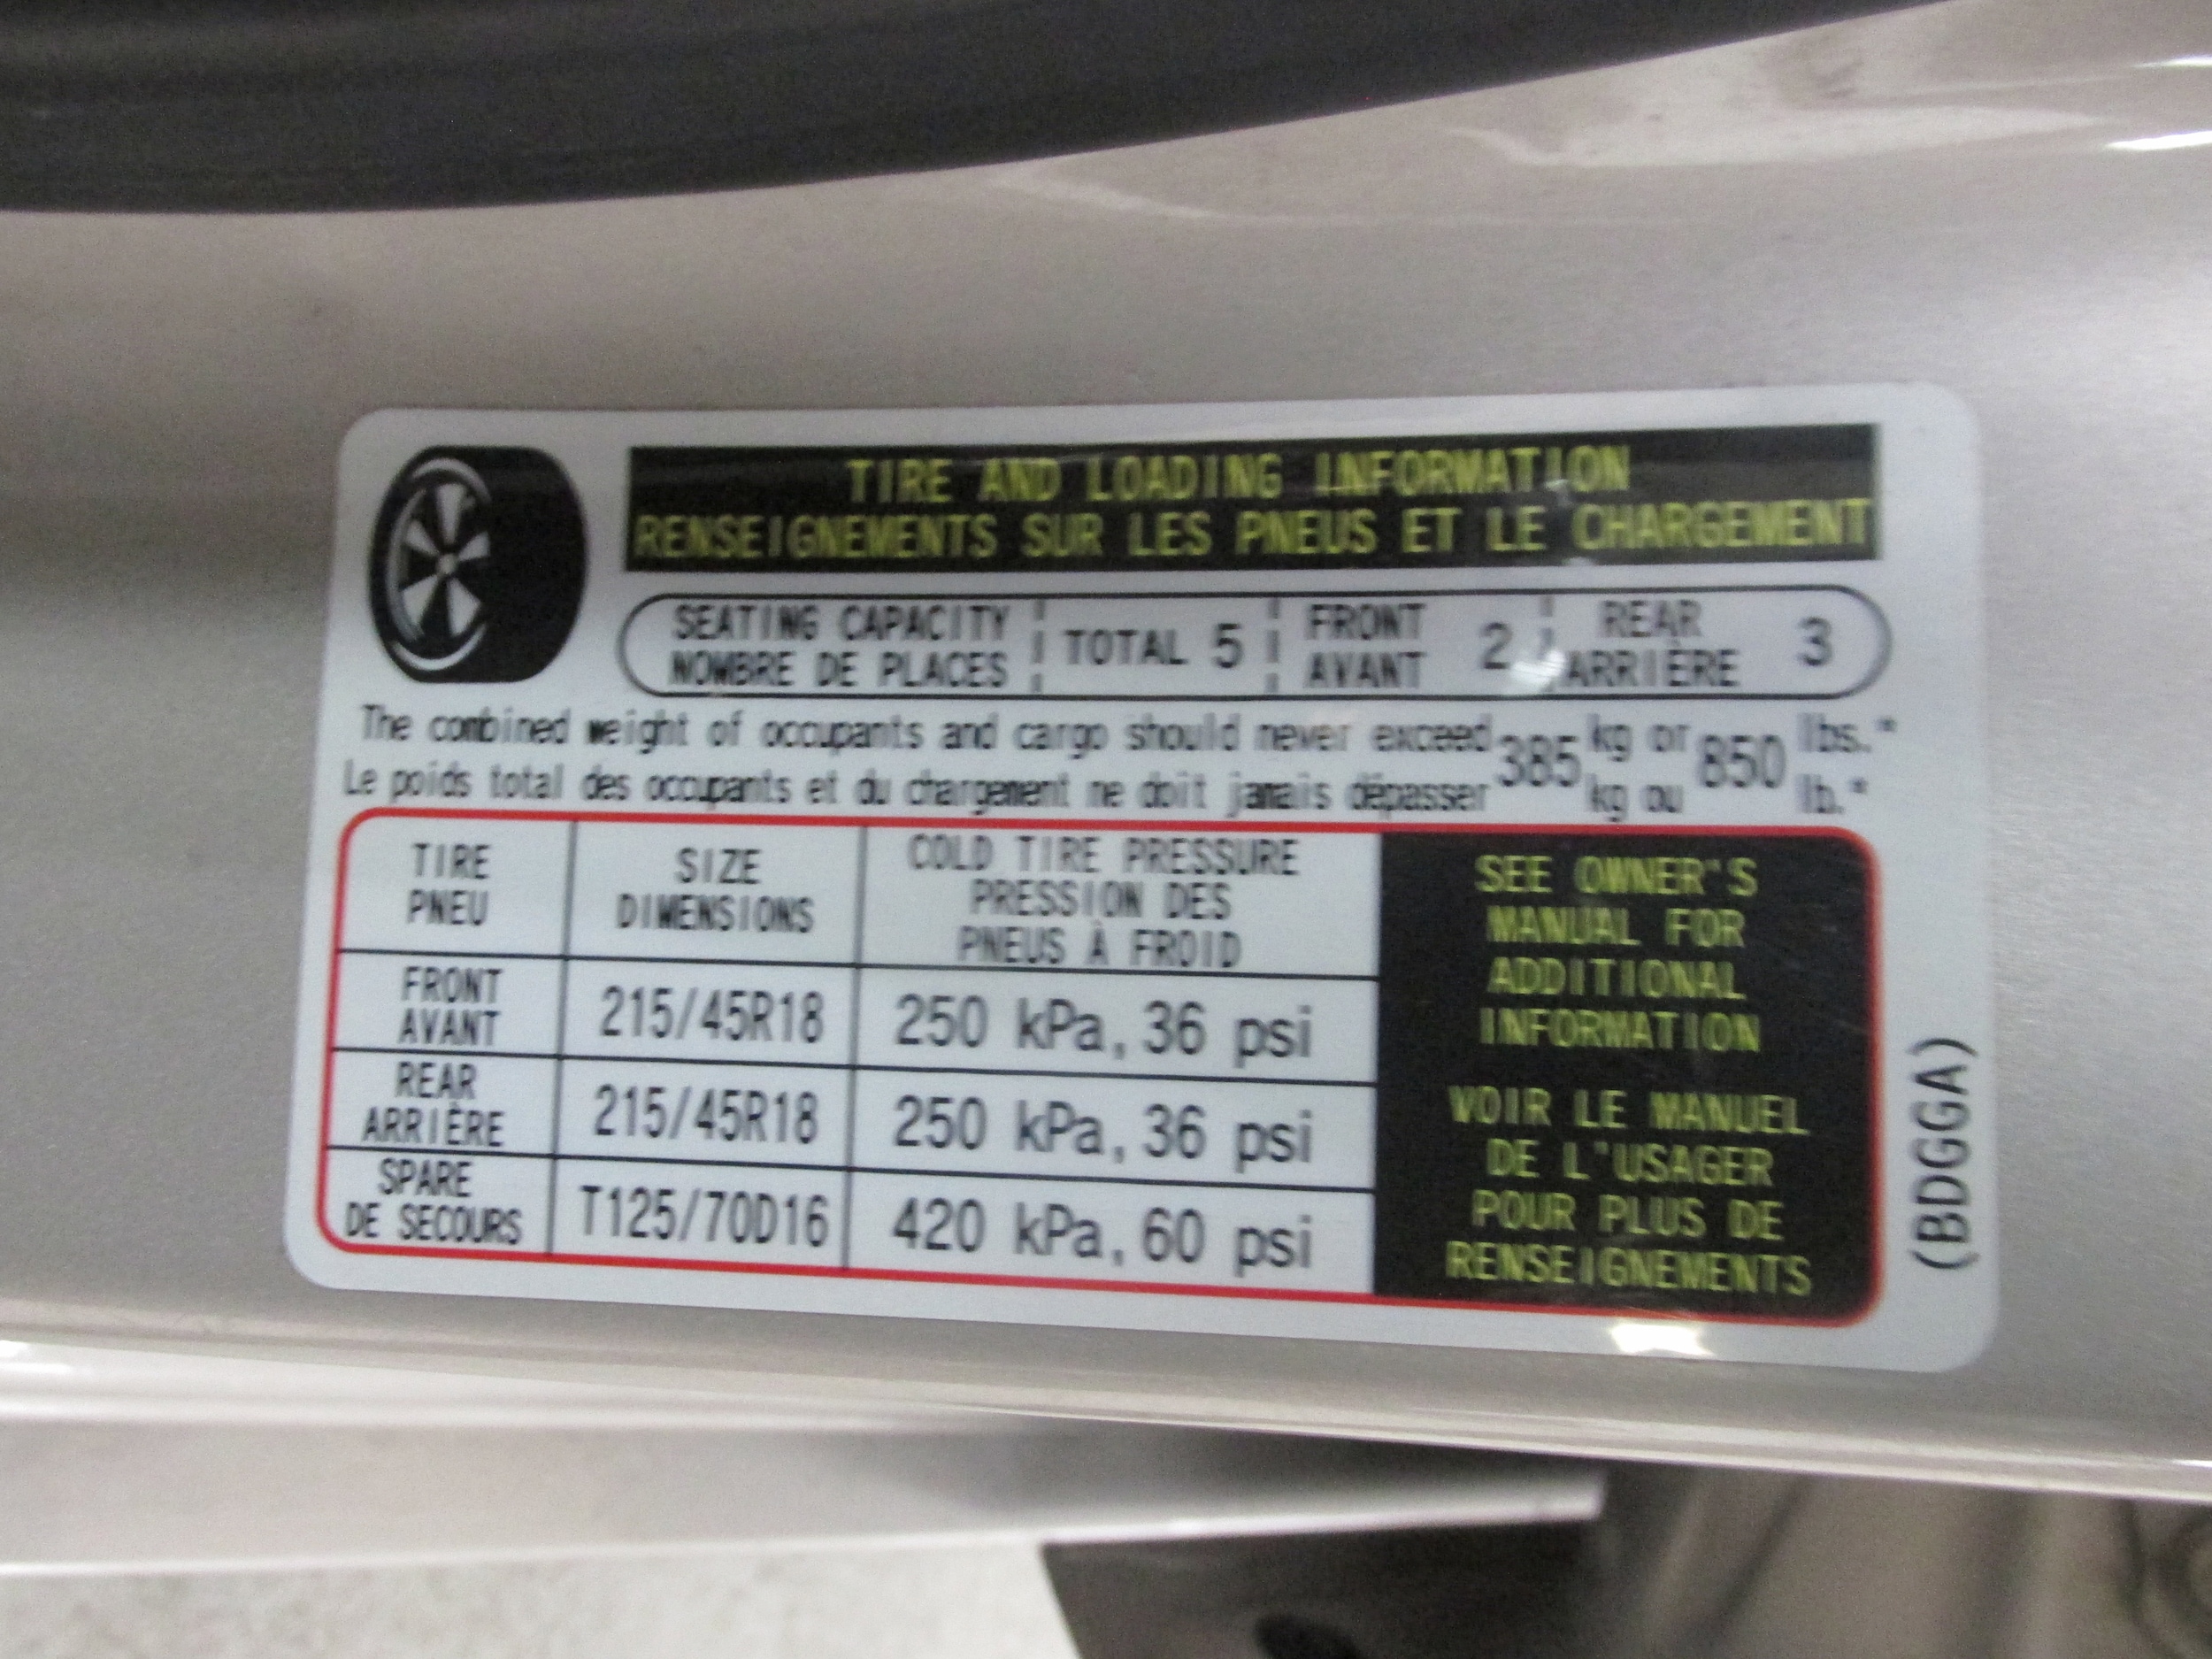 TIRE AND LOADING INFORMATION
RENSEIGNEMENTS SUR LES PNEUS ET LE CHARGEMENT
SEATING CAPACITY TOTAL 5 FRONT 2 REAR 3
NOMBRE DE PLACES AVANT ARRIÈRE
The combined weight of occupants and cargo should never exceed 385 kg or 850 lbs.*
Le poids total des occupants et du chargement ne doit jamais dépasser kg ou lb.*
TIRE
PNEU
SIZE
DIMENSIONS
COLD TIRE PRESSURE
PRESSION DES
PNEUS À FROID
FRONT
AVANT
215/45R18
250 kPa, 36 psi
REAR
ARRIÈRE
215/45R18
250 kPa, 36 psi
SPARE
DE SECOURS
T125/70D16
420 kPa, 60 psi
SEE OWNER'S
MANUAL FOR
ADDITIONAL
INFORMATION
VOIR LE MANUEL
DE L'USAGER
POUR PLUS DE
RENSEIGNEMENTS
(BDGGA)